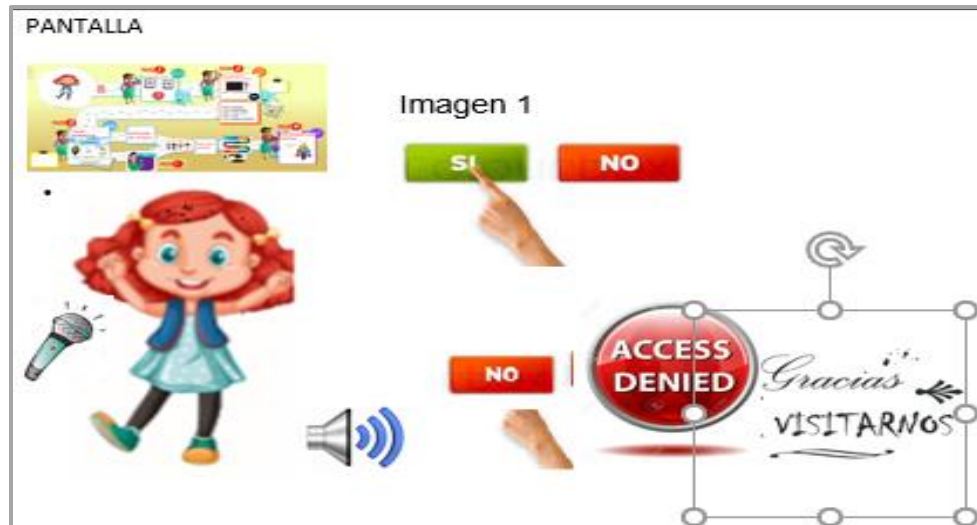 PANTALLA
Imagen 1
SI NO
NO
ACCESS
DENIED
Gracias
VISITARNOS